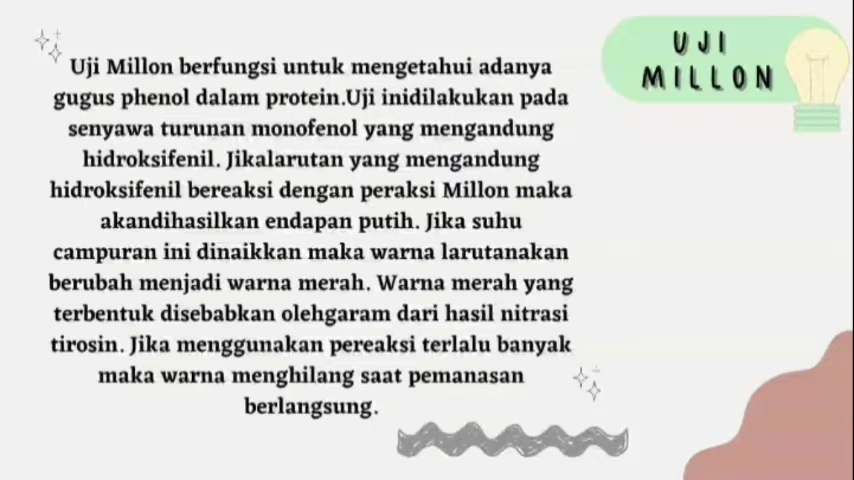 UJI
MILLON
Uji Millon berfungsi untuk mengetahui adanya
gugus phenol dalam protein.Uji inidilakukan pada
senyawa turunan monofenol yang mengandung
hidroksifenil. Jikalarutan yang mengandung
hidroksifenil bereaksi dengan peraksi Millon maka
akandihasilkan endapan putih. Jika suhu
campuran ini dinaikkan maka warna larutanakan
berubah menjadi warna merah. Warna merah yang
terbentuk disebabkan olehgaram dari hasil nitrasi
tirosin. Jika menggunakan pereaksi terlalu banyak
maka warna menghilang saat pemanasan
berlangsung.